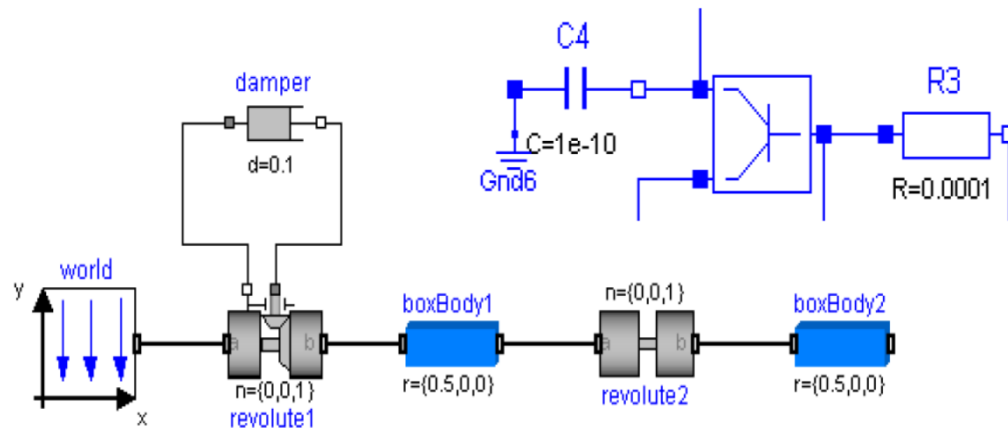 C4
damper
R3
d=0.1
C=1e-10
Gnd6
R=0.0001
world
y
n={0,0,1}
boxBody1
boxBody2
a
b
a
b
n={0,0,1}
r={0.5,0,0}
r={0.5,0,0}
x
revolute1
revolute2